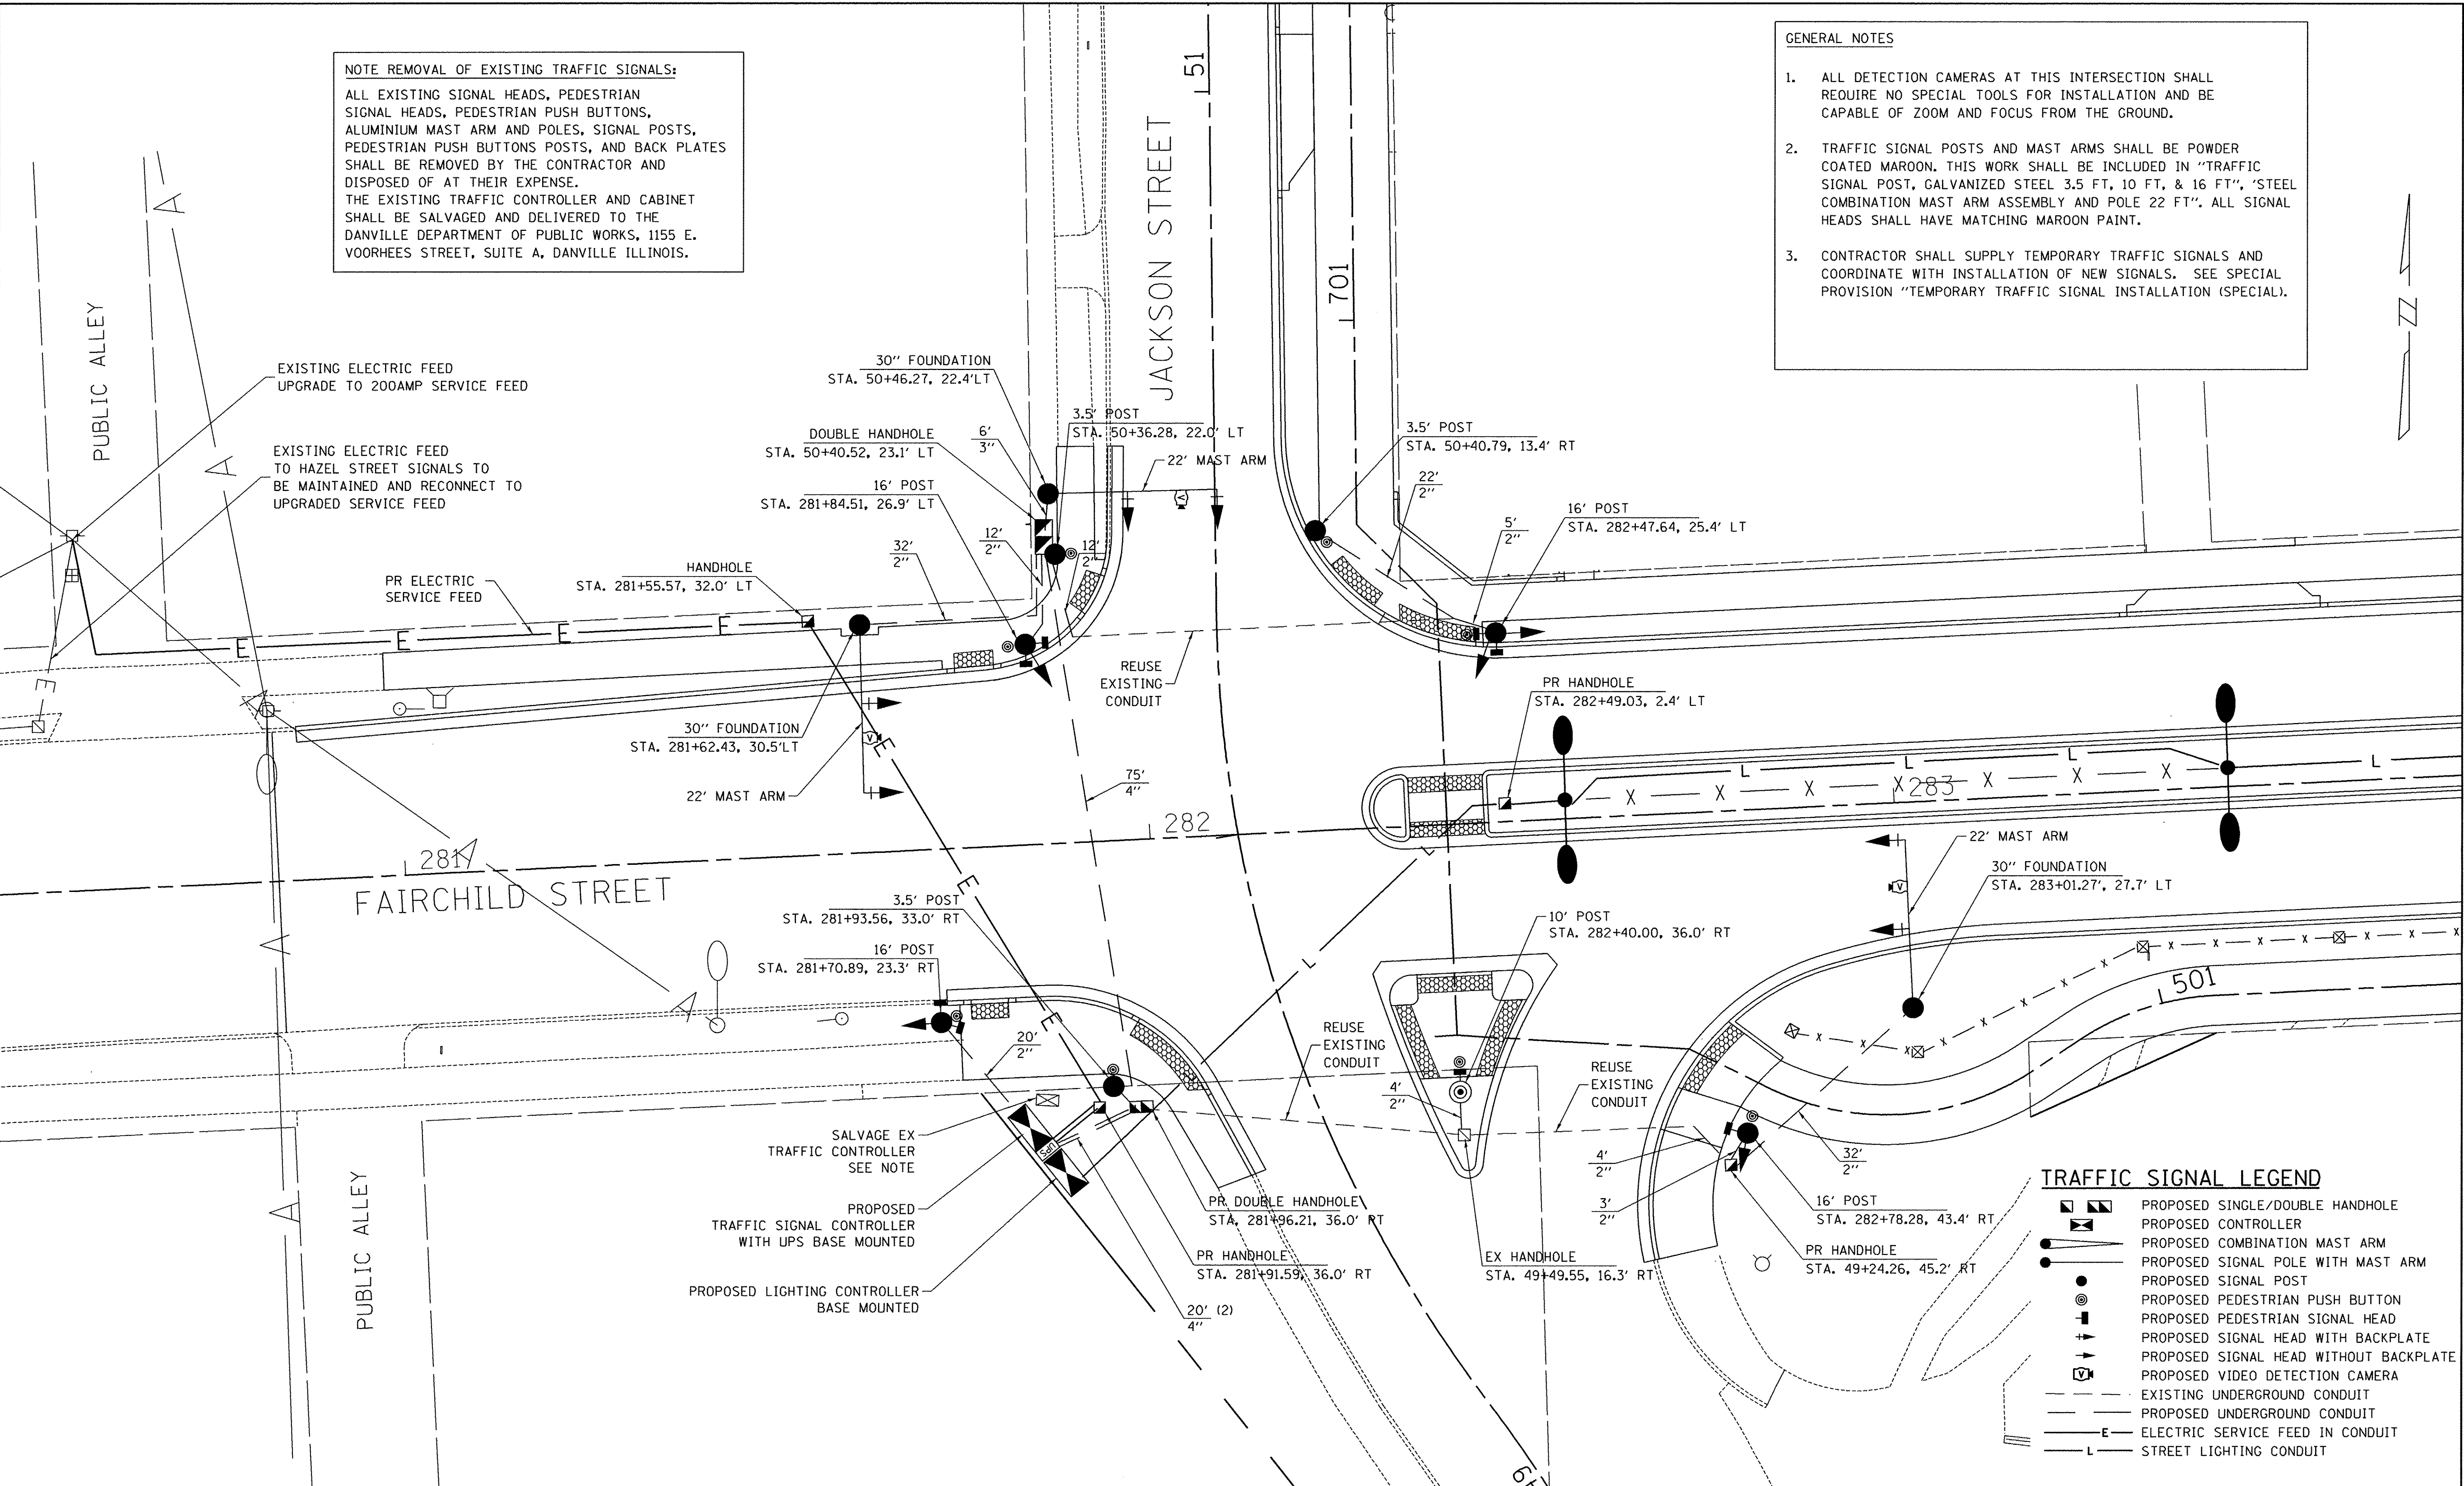 NOTE REMOVAL OF EXISTING TRAFFIC SIGNALS:
ALL EXISTING SIGNAL HEADS, PEDESTRIAN
SIGNAL HEADS, PEDESTRIAN PUSH BUTTONS,
ALUMINIUM MAST ARM AND POLES, SIGNAL POSTS,
PEDESTRIAN PUSH BUTTONS POSTS, AND BACK PLATES
SHALL BE REMOVED BY THE CONTRACTOR AND
DISPOSED OF AT THEIR EXPENSE.
THE EXISTING TRAFFIC CONTROLLER AND CABINET
SHALL BE SALVAGED AND DELIVERED TO THE
DANVILLE DEPARTMENT OF PUBLIC WORKS, 1155 E.
VOORHEES STREET, SUITE A, DANVILLE ILLINOIS.
GENERAL NOTES
1. ALL DETECTION CAMERAS AT THIS INTERSECTION SHALL
REQUIRE NO SPECIAL TOOLS FOR INSTALLATION AND BE
CAPABLE OF ZOOM AND FOCUS FROM THE GROUND.
2. TRAFFIC SIGNAL POSTS AND MAST ARMS SHALL BE POWDER
COATED MAROON. THIS WORK SHALL BE INCLUDED IN "TRAFFIC
SIGNAL POST, GALVANIZED STEEL 3.5 FT, 10 FT, & 16 FT", 'STEEL
COMBINATION MAST ARM ASSEMBLY AND POLE 22 FT". ALL SIGNAL
HEADS SHALL HAVE MATCHING MAROON PAINT.
3. CONTRACTOR SHALL SUPPLY TEMPORARY TRAFFIC SIGNALS AND
COORDINATE WITH INSTALLATION OF NEW SIGNALS. SEE SPECIAL
PROVISION "TEMPORARY TRAFFIC SIGNAL INSTALLATION (SPECIAL).
51
JACKSON STREET
701
N
PUBLIC ALLEY
EXISTING ELECTRIC FEED
UPGRADE TO 200AMP SERVICE FEED
EXISTING ELECTRIC FEED
TO HAZEL STREET SIGNALS TO
BE MAINTAINED AND RECONNECT TO
UPGRADED SERVICE FEED
30" FOUNDATION
STA. 50+46.27, 22.4'LT
3.5' POST
STA. 50+36.28, 22.0' LT
DOUBLE HANDHOLE
STA. 50+40.52, 23.1' LT
6'
3"
22' MAST ARM
16' POST
STA. 281+84.51, 26.9' LT
12'
2"
12'
2"
32'
2"
HANDHOLE
STA. 281+55.57, 32.0' LT
PR ELECTRIC
SERVICE FEED
3.5' POST
STA. 50+40.79, 13.4' RT
22'
2"
5'
2"
16' POST
STA. 282+47.64, 25.4' LT
REUSE
EXISTING
CONDUIT
PR HANDHOLE
STA. 282+49.03, 2.4' LT
30" FOUNDATION
STA. 281+62.43, 30.5'LT
22' MAST ARM
75'
4"
E E E E
E
E
E
E
V
V
V
A
A
A
A
A
A
A
A
L L L L
L
L
X X X X X X
x x x x x x x x x x
281
282
283
FAIRCHILD STREET
22' MAST ARM
30" FOUNDATION
STA. 283+01.27', 27.7' LT
3.5' POST
STA. 281+93.56, 33.0' RT
16' POST
STA. 281+70.89, 23.3' RT
10' POST
STA. 282+40.00, 36.0' RT
501
20'
2"
REUSE
EXISTING
CONDUIT
REUSE
EXISTING
CONDUIT
4'
2"
SALVAGE EX
TRAFFIC CONTROLLER
SEE NOTE
UPS
PROPOSED
TRAFFIC SIGNAL CONTROLLER
WITH UPS BASE MOUNTED
PROPOSED LIGHTING CONTROLLER
BASE MOUNTED
PUBLIC ALLEY
PR DOUBLE HANDHOLE
STA. 281+96.21, 36.0' RT
PR HANDHOLE
STA. 281+91.59, 36.0' RT
20' (2)
4"
EX HANDHOLE
STA. 49+49.55, 16.3' RT
4'
2"
3'
2"
32'
2"
16' POST
STA. 282+78.28, 43.4' RT
PR HANDHOLE
STA. 49+24.26, 45.2' RT
49
TRAFFIC SIGNAL LEGEND
PROPOSED SINGLE/DOUBLE HANDHOLE
PROPOSED CONTROLLER
PROPOSED COMBINATION MAST ARM
PROPOSED SIGNAL POLE WITH MAST ARM
PROPOSED SIGNAL POST
PROPOSED PEDESTRIAN PUSH BUTTON
PROPOSED PEDESTRIAN SIGNAL HEAD
PROPOSED SIGNAL HEAD WITH BACKPLATE
PROPOSED SIGNAL HEAD WITHOUT BACKPLATE
V PROPOSED VIDEO DETECTION CAMERA
EXISTING UNDERGROUND CONDUIT
PROPOSED UNDERGROUND CONDUIT
E ELECTRIC SERVICE FEED IN CONDUIT
L STREET LIGHTING CONDUIT